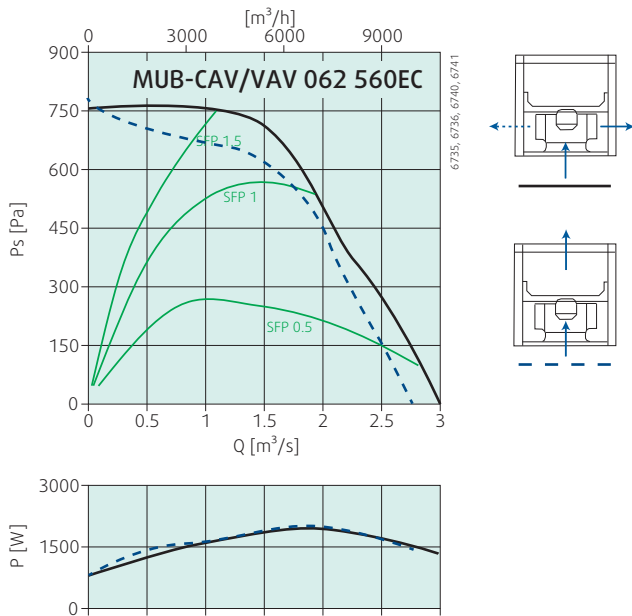 [m³/h]
0 3000 6000 9000
MUB-CAV/VAV 062 560EC
6735, 6736, 6740, 6741
900
750
600
450
300
150
0
Ps [Pa]
SFP 1.5
SFP 1
SFP 0.5
0 0.5 1 1.5 2 2.5 3
Q [m³/s]
3000
1500
0
P [W]